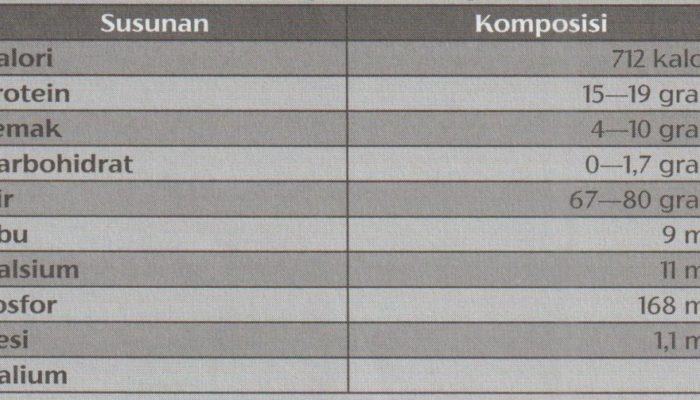 Susunan Komposisi
alori 712 kalo
rotein 15—19 gra
emak 4—10 gra
arbohidrat 0—1,7 gra
ir 67—80 gra
bu 9 m
alsium 11 m
osfor 168 m
esi 1,1 m
alium